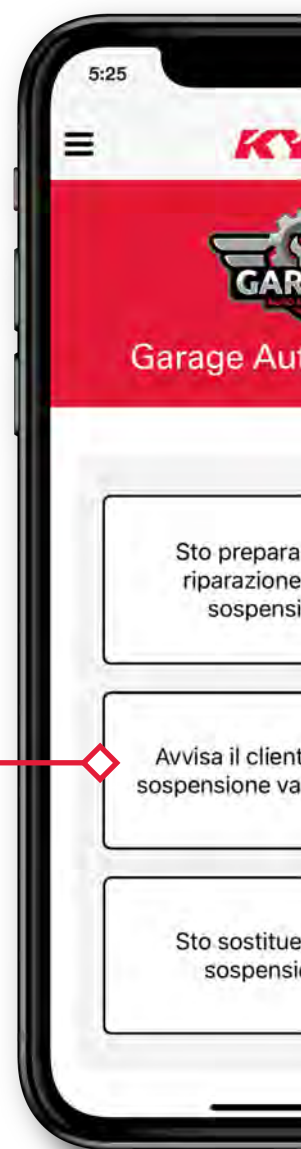 5:25
KY
GAR
Garage Aut
Sto prepara
riparazione
sospensi
Avvisa il client
sospensione va
Sto sostitue
sospensi